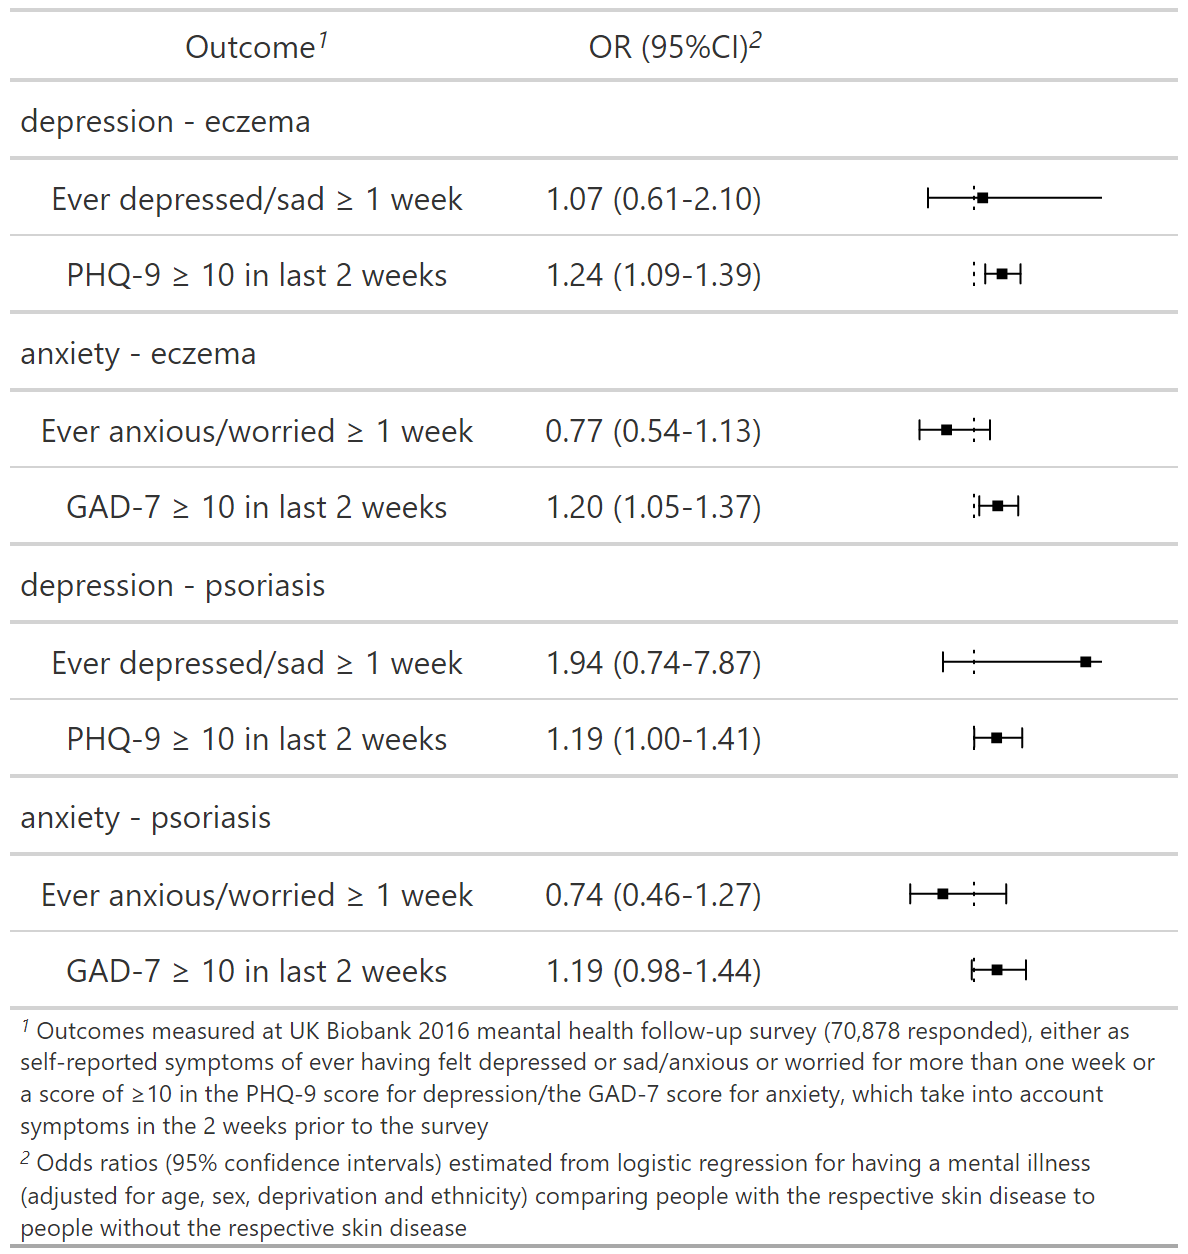 Outcome1 OR (95%CI)2
depression - eczema
Ever depressed/sad ≥ 1 week 1.07 (0.61-2.10)
PHQ-9 ≥ 10 in last 2 weeks 1.24 (1.09-1.39)
anxiety - eczema
Ever anxious/worried ≥ 1 week 0.77 (0.54-1.13)
GAD-7 ≥ 10 in last 2 weeks 1.20 (1.05-1.37)
depression - psoriasis
Ever depressed/sad ≥ 1 week 1.94 (0.74-7.87)
PHQ-9 ≥ 10 in last 2 weeks 1.19 (1.00-1.41)
anxiety - psoriasis
Ever anxious/worried ≥ 1 week 0.74 (0.46-1.27)
GAD-7 ≥ 10 in last 2 weeks 1.19 (0.98-1.44)
1 Outcomes measured at UK Biobank 2016 meantal health follow-up survey (70,878 responded), either as
self-reported symptoms of ever having felt depressed or sad/anxious or worried for more than one week or
a score of ≥10 in the PHQ-9 score for depression/the GAD-7 score for anxiety, which take into account
symptoms in the 2 weeks prior to the survey
2 Odds ratios (95% confidence intervals) estimated from logistic regression for having a mental illness
(adjusted for age, sex, deprivation and ethnicity) comparing people with the respective skin disease to
people without the respective skin disease